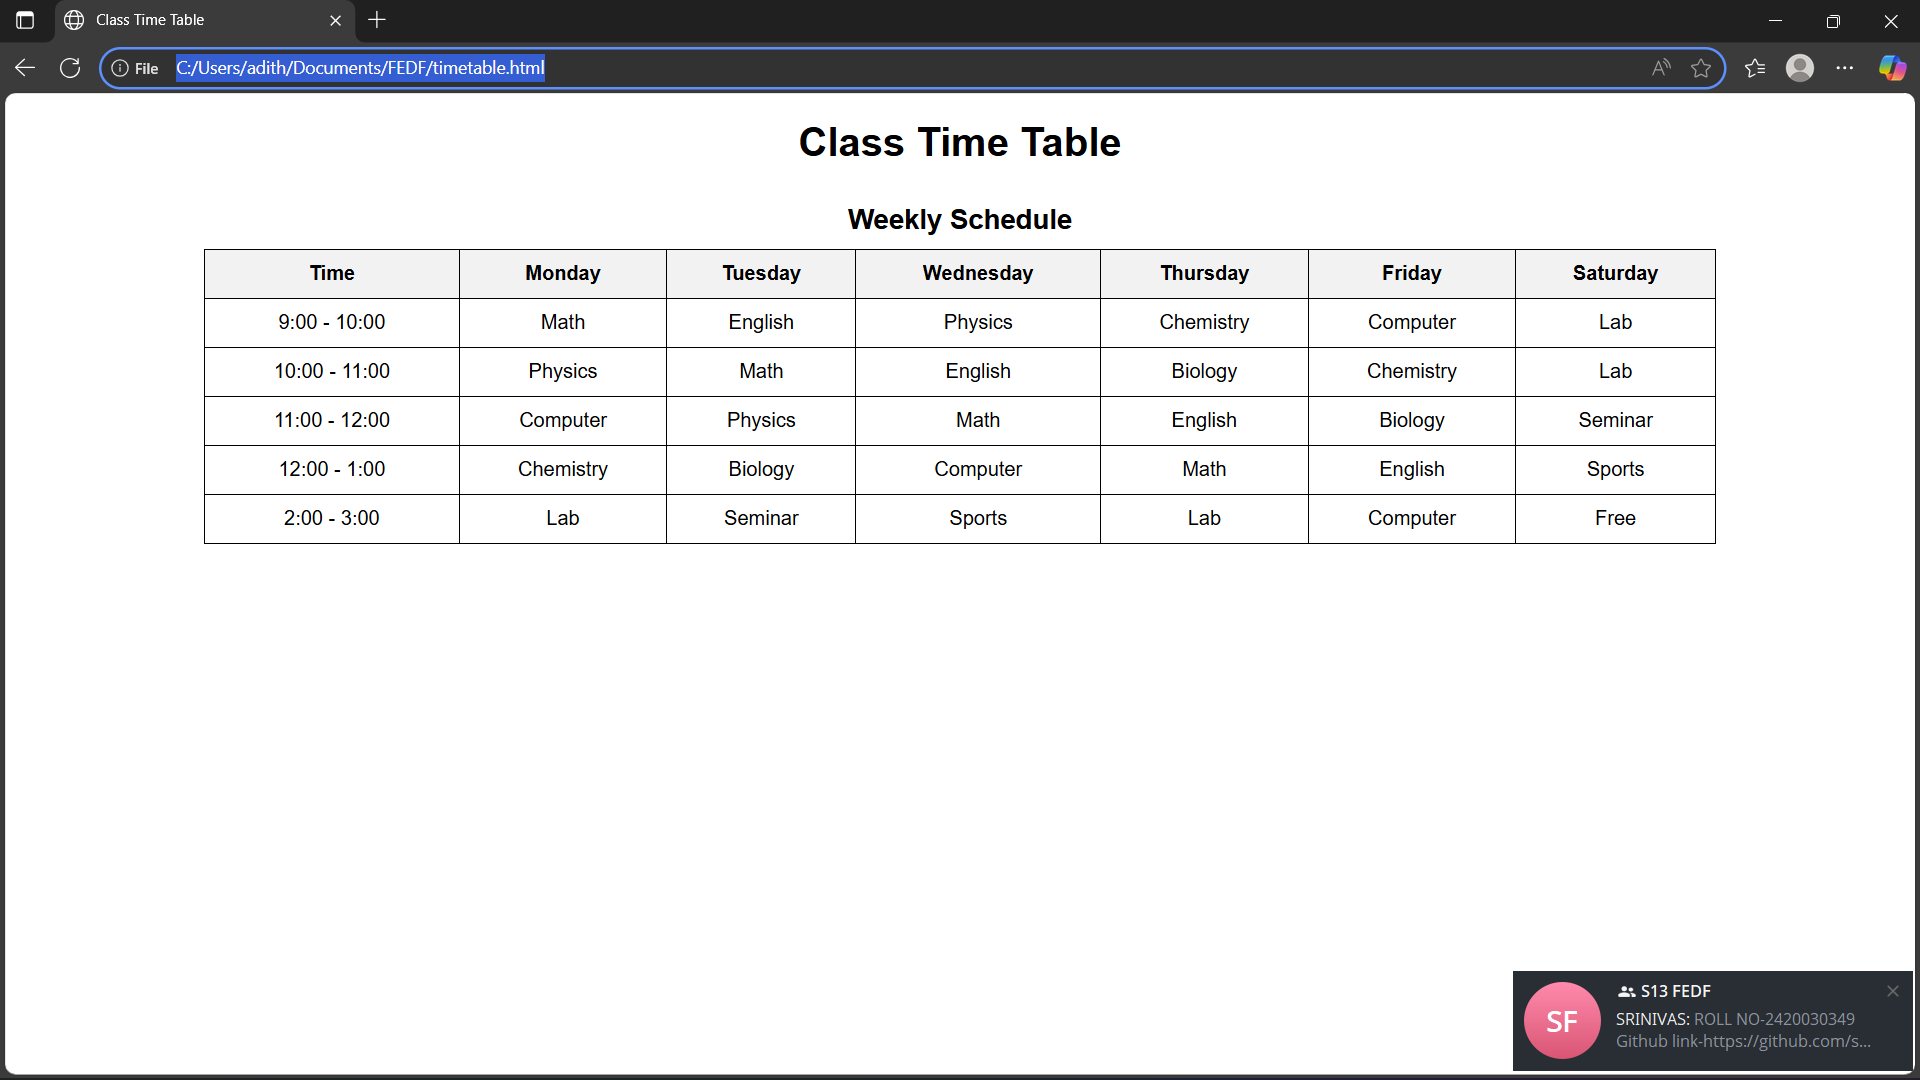 Class Time Table
File C:/Users/adith/Documents/FEDF/timetable.html
Class Time Table
Weekly Schedule
Time Monday Tuesday Wednesday Thursday Friday Saturday
9:00 - 10:00 Math English Physics Chemistry Computer Lab
10:00 - 11:00 Physics Math English Biology Chemistry Lab
11:00 - 12:00 Computer Physics Math English Biology Seminar
12:00 - 1:00 Chemistry Biology Computer Math English Sports
2:00 - 3:00 Lab Seminar Sports Lab Computer Free
SF
S13 FEDF
SRINIVAS: ROLL NO-2420030349
Github link-https://github.com/s...